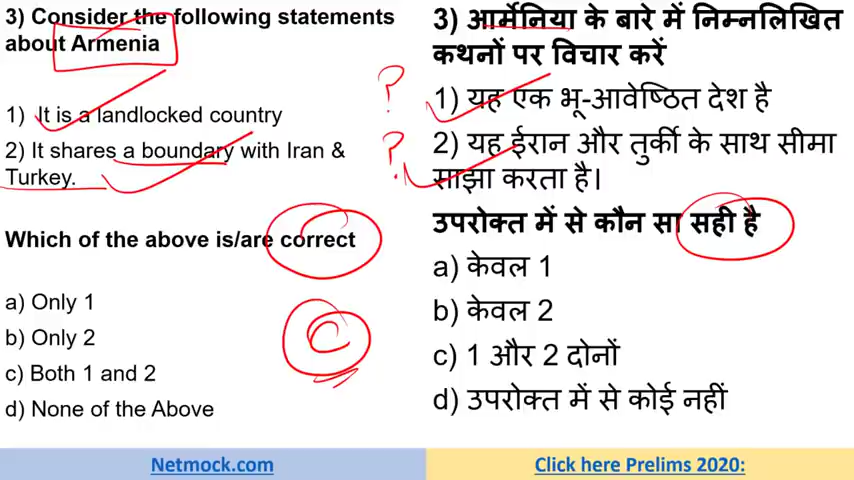 3) Consider the following statements
about Armenia
1) It is a landlocked country
2) It shares a boundary with Iran &
Turkey.
Which of the above is/are correct
a) Only 1
b) Only 2
c) Both 1 and 2
d) None of the Above
?
?
C
3) आर्मेनिया के बारे में निम्नलिखित
कथनों पर विचार करें
1) यह एक भू-आवेष्ठित देश है
2) यह ईरान और तुर्की के साथ सीमा
साझा करता है।
उपरोक्त में से कौन सा सही है
a) केवल 1
b) केवल 2
c) 1 और 2 दोनों
d) उपरोक्त में से कोई नहीं
Netmock.com
Click here Prelims 2020: